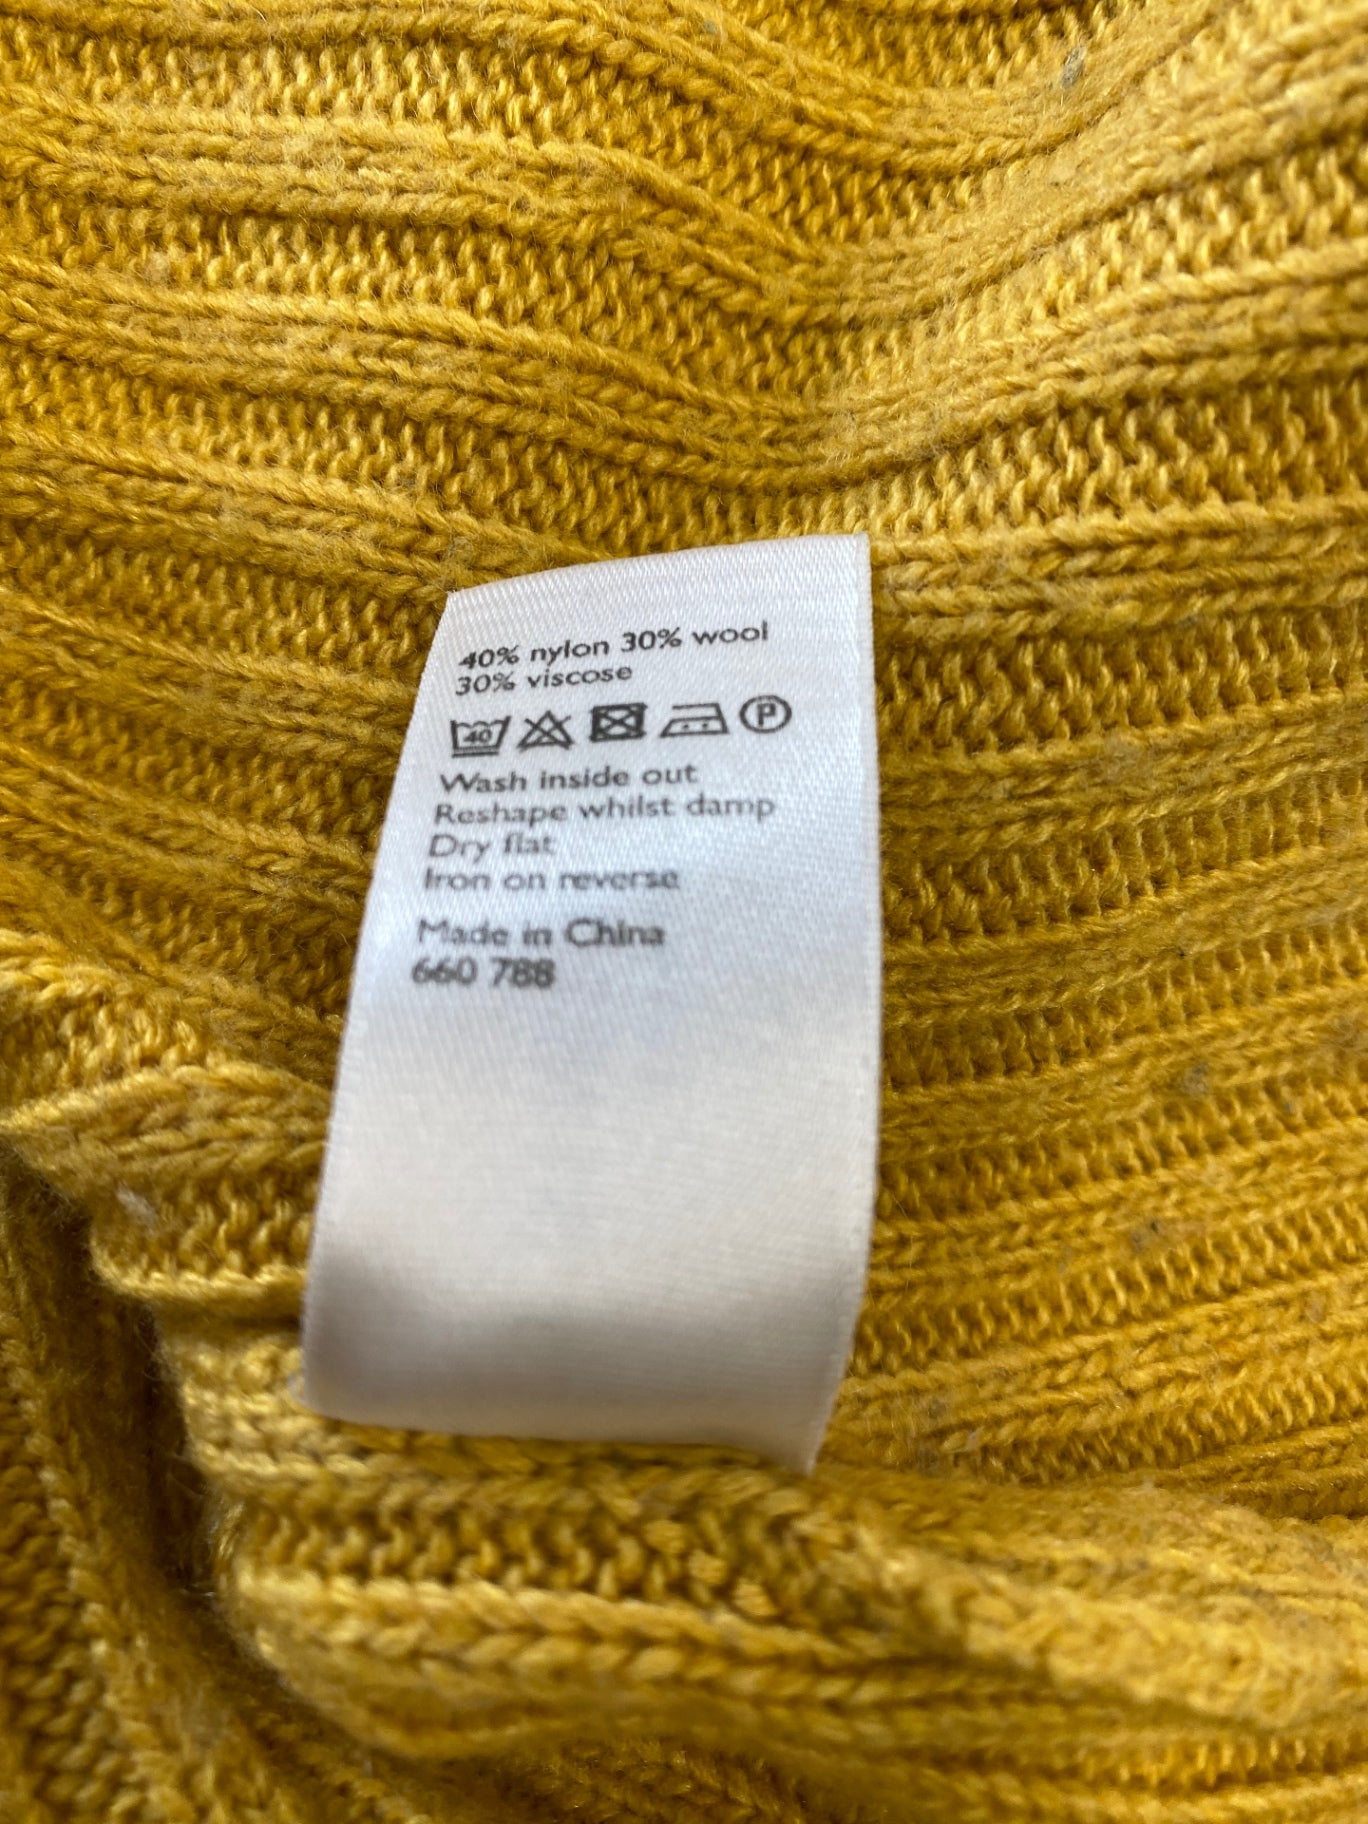 40% nylon 30% wool
30% viscose
40 P
Wash inside out
Reshape whilst damp
Dry flat
Iron on reverse
Made in China
660 788